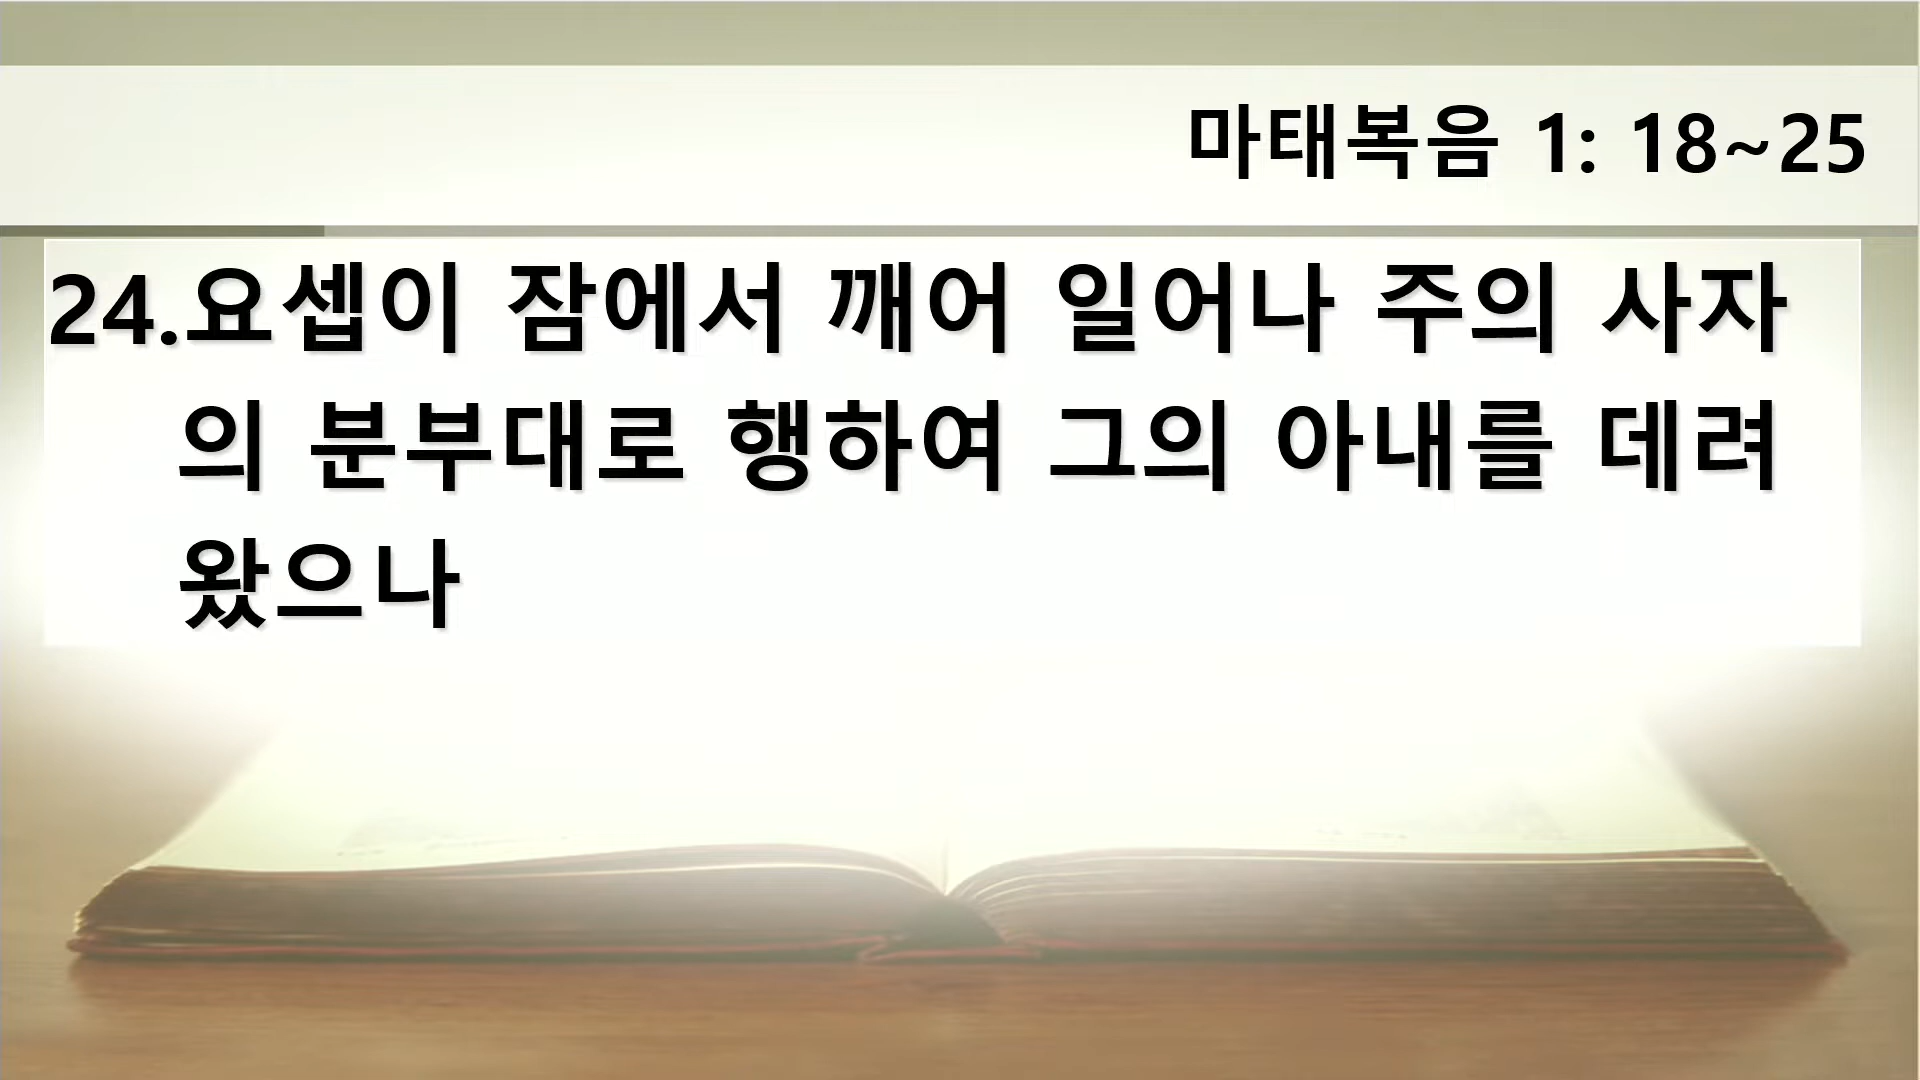 마태복음 1: 18~25
24.요셉이 잠에서 깨어 일어나 주의 사자
의 분부대로 행하여 그의 아내를 데려
왔으나